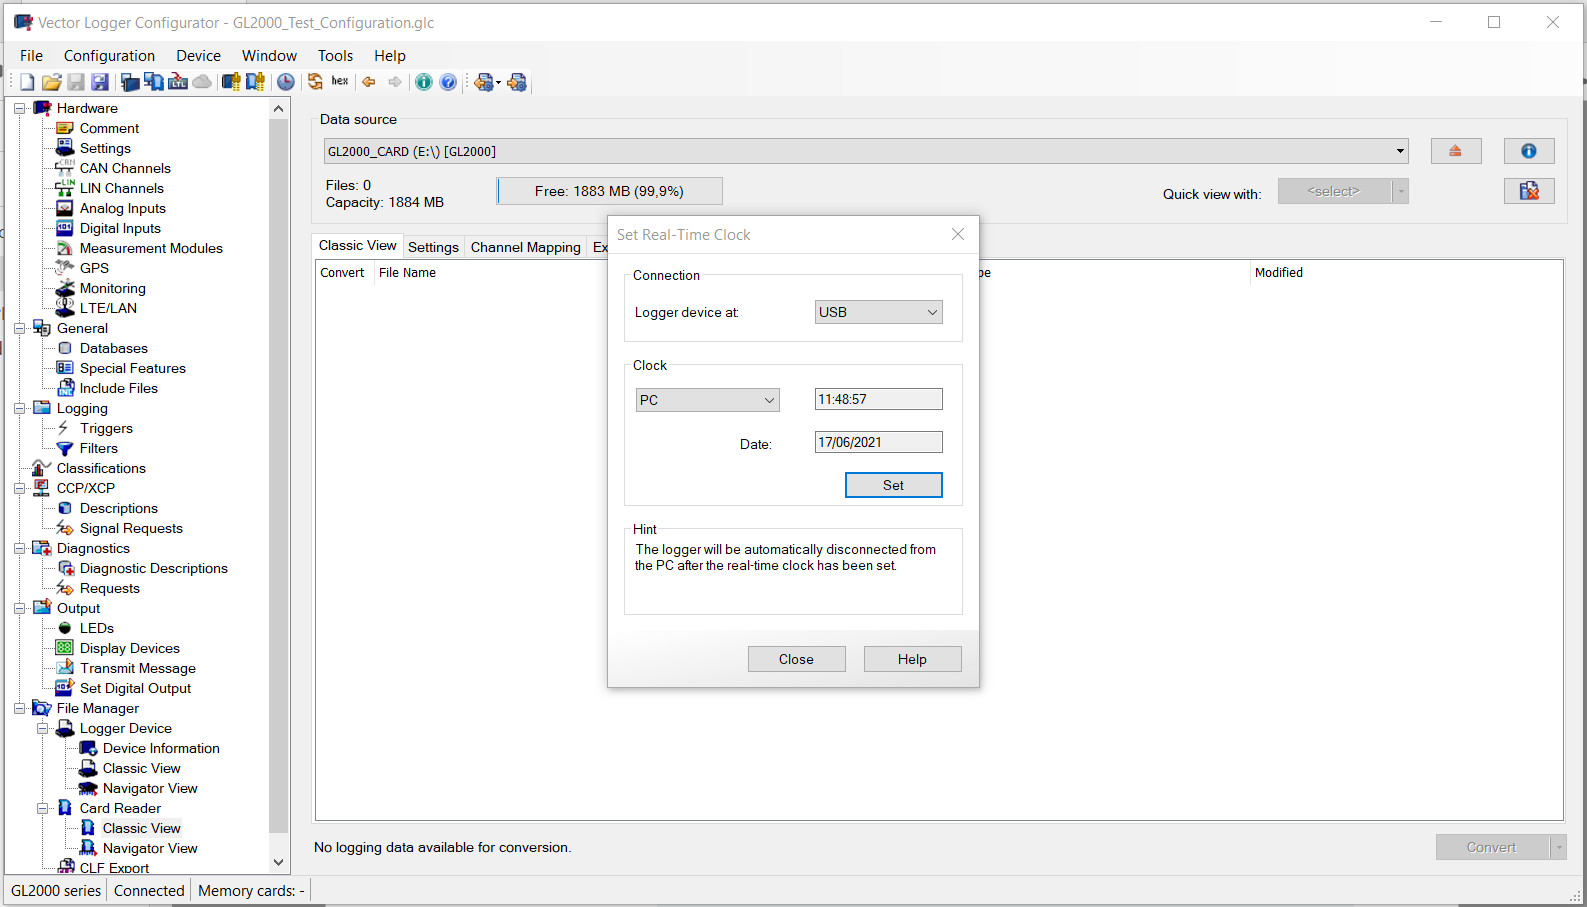 Vector Logger Configurator - GL2000_Test_Configuration.glc
File Configuration Device Window Tools Help
hex
Hardware
Comment
Settings
CAN Channels
LIN Channels
Analog Inputs
Digital Inputs
Measurement Modules
GPS
Monitoring
LTE/LAN
General
Databases
Special Features
Include Files
Logging
Triggers
Filters
Classifications
CCP/XCP
Descriptions
Signal Requests
Diagnostics
Diagnostic Descriptions
Requests
Output
LEDs
Display Devices
Transmit Message
Set Digital Output
File Manager
Logger Device
Device Information
Classic View
Navigator View
Card Reader
Classic View
Navigator View
CLF Export
Data source
GL2000_CARD (E:\) [GL2000]
Files: 0
Capacity: 1884 MB
Free: 1883 MB (99,9%)
Quick view with:
<select>
Classic View Settings Channel Mapping Ex
Convert File Name pe Modified
Set Real-Time Clock
Connection
Logger device at: USB
Clock
PC 11:48:57
Date: 17/06/2021
Set
Hint
The logger will be automatically disconnected from
the PC after the real-time clock has been set.
Close Help
No logging data available for conversion.
Convert
GL2000 series Connected Memory cards: -